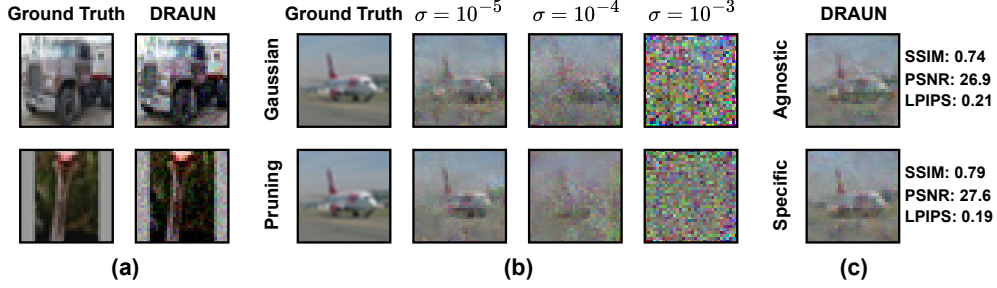 Ground Truth DRAUN
(a)
Ground Truth σ = 10⁻⁵ σ = 10⁻⁴ σ = 10⁻³
Gaussian
Pruning
(b)
DRAUN
Agnostic
SSIM: 0.74
PSNR: 26.9
LPIPS: 0.21
Specific
SSIM: 0.79
PSNR: 27.6
LPIPS: 0.19
(c)